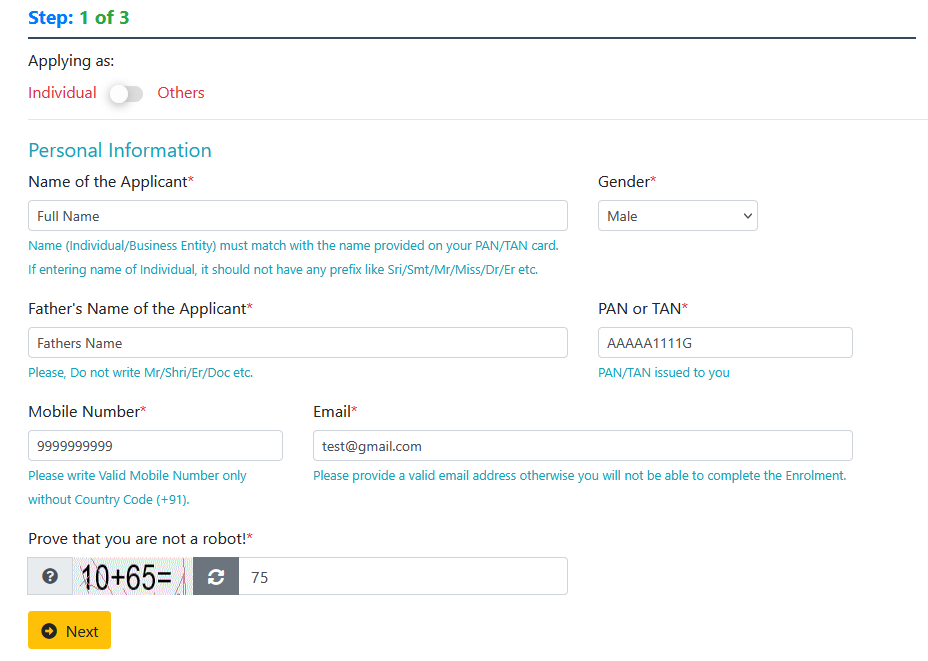 Step: 1 of 3
Applying as:
Individual Others
Personal Information
Name of the Applicant* Gender*
Full Name Male
Name (Individual/Business Entity) must match with the name provided on your PAN/TAN card.
If entering name of Individual, it should not have any prefix like Sri/Smt/Mr/Miss/Dr/Er etc.
Father's Name of the Applicant* PAN or TAN*
Fathers Name AAAAA1111G
Please, Do not write Mr/Shri/Er/Doc etc. PAN/TAN issued to you
Mobile Number* Email*
9999999999 test@gmail.com
Please write Valid Mobile Number only Please provide a valid email address otherwise you will not be able to complete the Enrolment.
without Country Code (+91).
Prove that you are not a robot!*
10+65= 75
Next